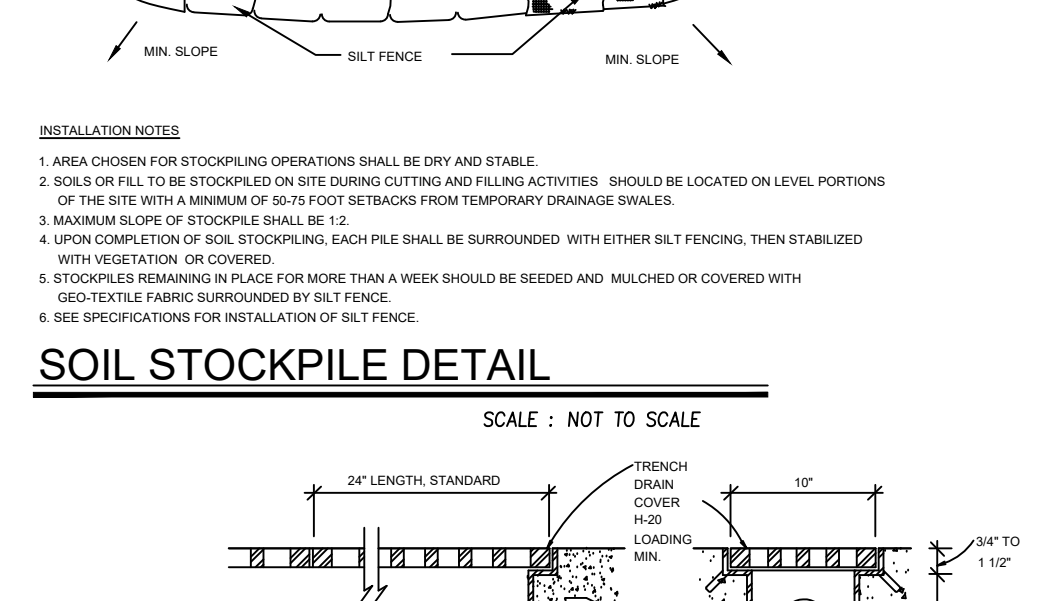 MIN. SLOPE
SILT FENCE
MIN. SLOPE
INSTALLATION NOTES
1. AREA CHOSEN FOR STOCKPILING OPERATIONS SHALL BE DRY AND STABLE.
2. SOILS OR FILL TO BE STOCKPILED ON SITE DURING CUTTING AND FILLING ACTIVITIES SHOULD BE LOCATED ON LEVEL PORTIONS
OF THE SITE WITH A MINIMUM OF 50-75 FOOT SETBACKS FROM TEMPORARY DRAINAGE SWALES.
3. MAXIMUM SLOPE OF STOCKPILE SHALL BE 1:2.
4. UPON COMPLETION OF SOIL STOCKPILING, EACH PILE SHALL BE SURROUNDED WITH EITHER SILT FENCING, THEN STABILIZED
WITH VEGETATION OR COVERED.
5. STOCKPILES REMAINING IN PLACE FOR MORE THAN A WEEK SHOULD BE SEEDED AND MULCHED OR COVERED WITH
GEO-TEXTILE FABRIC SURROUNDED BY SILT FENCE.
6. SEE SPECIFICATIONS FOR INSTALLATION OF SILT FENCE.
SOIL STOCKPILE DETAIL
SCALE : NOT TO SCALE
24" LENGTH, STANDARD
TRENCH
DRAIN
COVER
H-20
LOADING
MIN.
10"
3/4" TO
1 1/2"